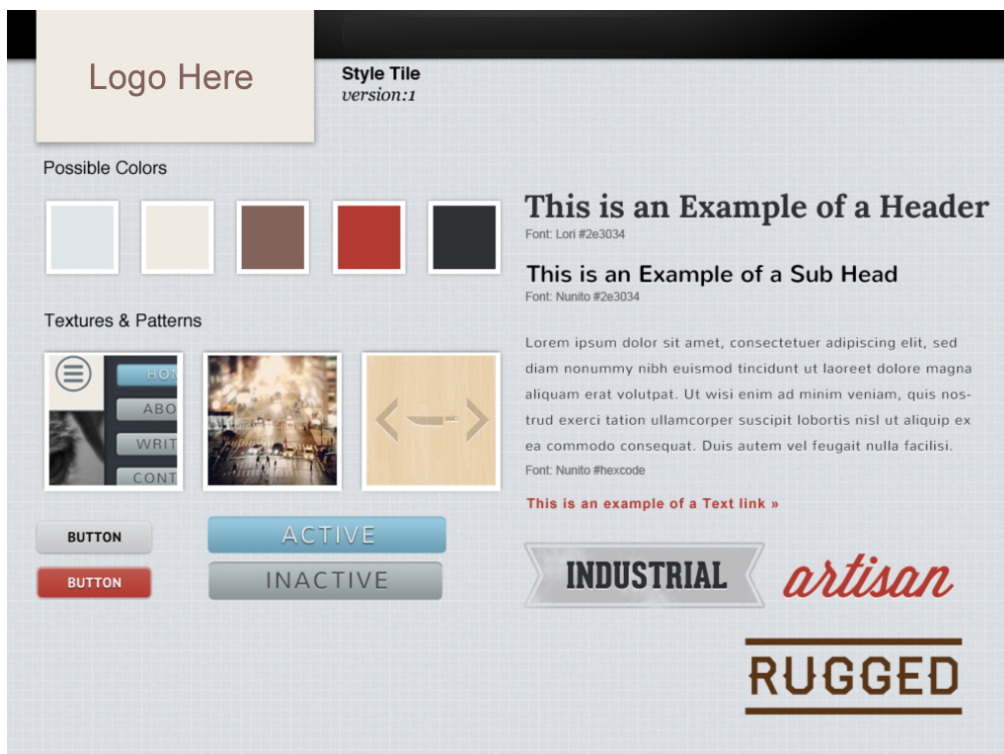 Logo Here
Style Tile
version:1
Possible Colors
This is an Example of a Header
Font: Lori #2e3034
This is an Example of a Sub Head
Font: Nunito #2e3034
Textures & Patterns
HOM
ABO
WRIT
CONT
Lorem ipsum dolor sit amet, consectetuer adipiscing elit, sed
diam nonummy nibh euismod tincidunt ut laoreet dolore magna
aliquam erat volutpat. Ut wisi enim ad minim veniam, quis nos-
trud exerci tation ullamcorper suscipit lobortis nisl ut aliquip ex
ea commodo consequat. Duis autem vel feugait nulla facilisi.
Font: Nunito #hexcode
This is an example of a Text link »
BUTTON
ACTIVE
BUTTON
INACTIVE
INDUSTRIAL
artisan
RUGGED